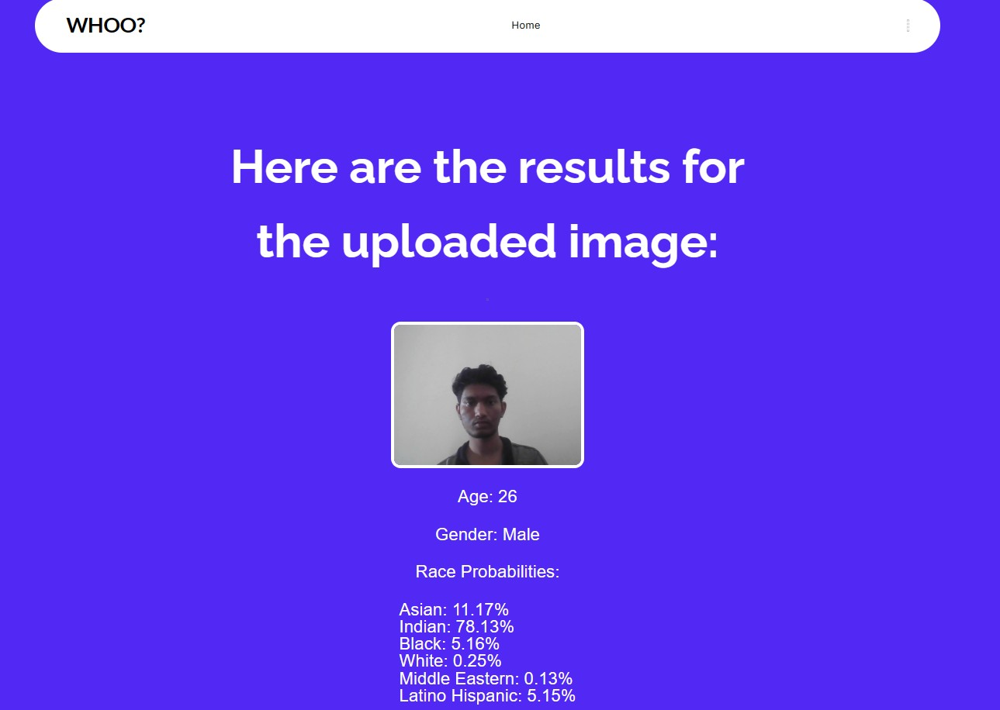 WHOO?
Home
Here are the results for
the uploaded image:
Age: 26
Gender: Male
Race Probabilities:
Asian: 11.17%
Indian: 78.13%
Black: 5.16%
White: 0.25%
Middle Eastern: 0.13%
Latino Hispanic: 5.15%